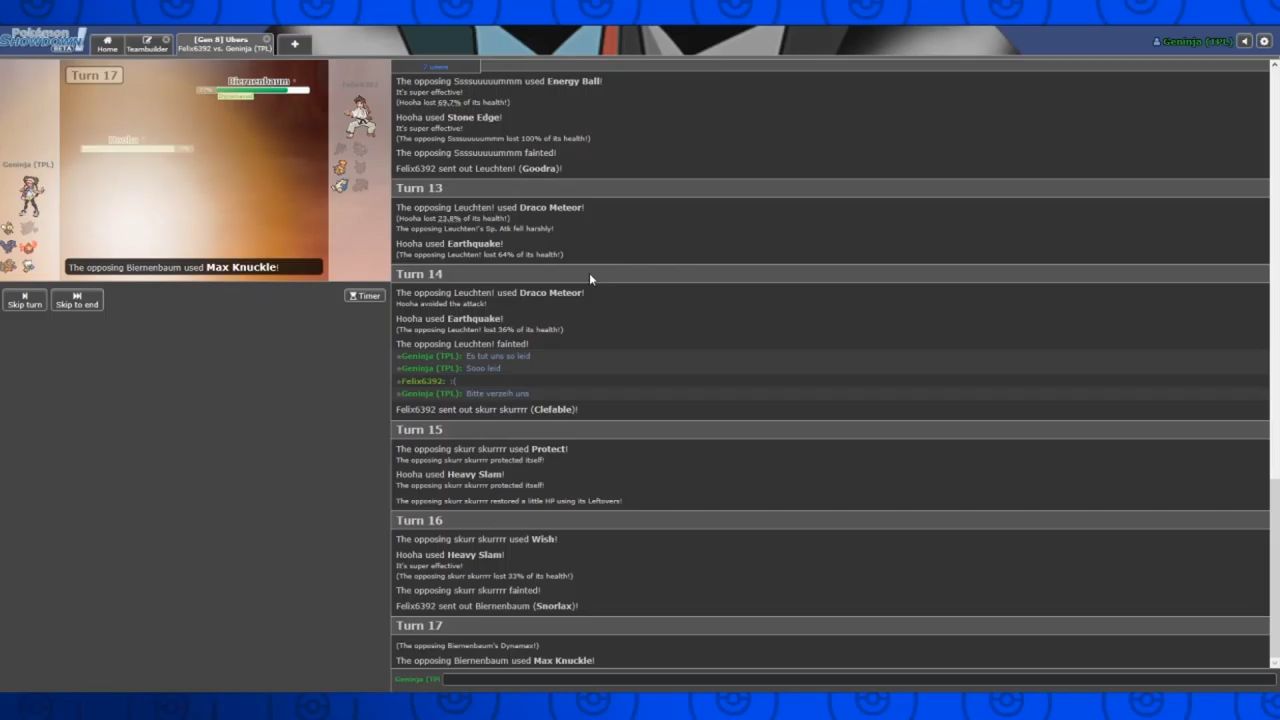 Pokémon
Showdown!
BETA
Home
Teambuilder
[Gen 8] Ubers
Felix6392 vs. Geninja (TPL)
Geninja (TPL)
Turn 17
Biernenbaum
Dynamaxed
Felix6392
Hooha
Geninja (TPL)
The opposing Biernenbaum used Max Knuckle!
Skip turn
Skip to end
Timer
2 users
The opposing Ssssuuuuummm used Energy Ball!
It's super effective!
(Hooha lost 69.7% of its health!)
Hooha used Stone Edge!
It's super effective!
(The opposing Ssssuuuuummm lost 100% of its health!)
The opposing Ssssuuuuummm fainted!
Felix6392 sent out Leuchten! (Goodra)!
Turn 13
The opposing Leuchten! used Draco Meteor!
(Hooha lost 23.8% of its health!)
The opposing Leuchten!'s Sp. Atk fell harshly!
Hooha used Earthquake!
(The opposing Leuchten! lost 64% of its health!)
Turn 14
The opposing Leuchten! used Draco Meteor!
Hooha avoided the attack!
Hooha used Earthquake!
(The opposing Leuchten! lost 36% of its health!)
The opposing Leuchten! fainted!
☆Geninja (TPL): Es tut uns so leid
☆Geninja (TPL): Sooo leid
☆Felix6392: :(
☆Geninja (TPL): Bitte verzeih uns
Felix6392 sent out skurr skurrrr (Clefable)!
Turn 15
The opposing skurr skurrrr used Protect!
The opposing skurr skurrrr protected itself!
Hooha used Heavy Slam!
The opposing skurr skurrrr protected itself!
The opposing skurr skurrrr restored a little HP using its Leftovers!
Turn 16
The opposing skurr skurrrr used Wish!
Hooha used Heavy Slam!
It's super effective!
(The opposing skurr skurrrr lost 33% of its health!)
The opposing skurr skurrrr fainted!
Felix6392 sent out Biernenbaum (Snorlax)!
Turn 17
(The opposing Biernenbaum's Dynamax!)
The opposing Biernenbaum used Max Knuckle!
Geninja (TPL